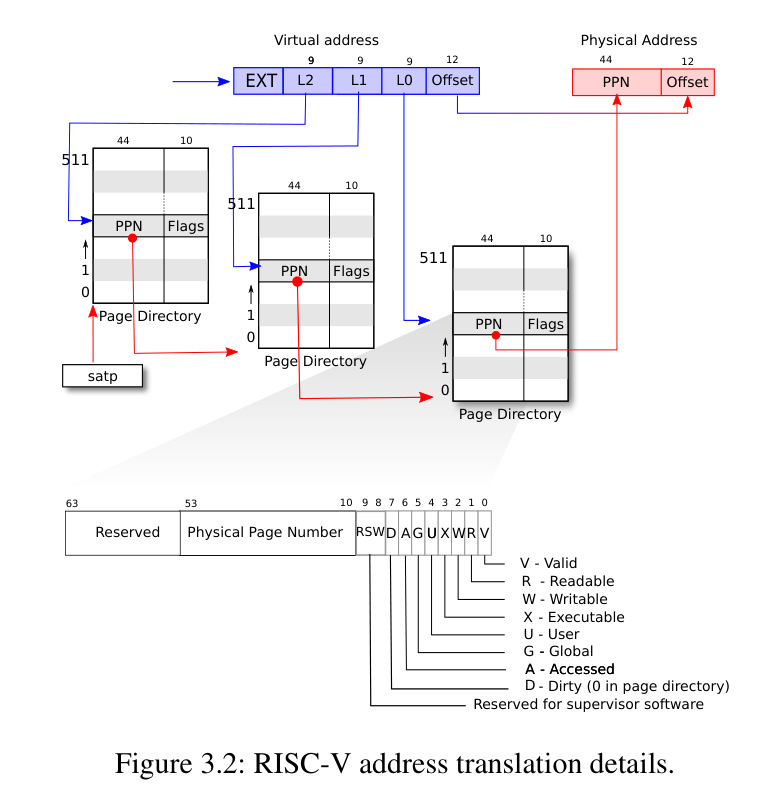 Virtual address
Physical Address
9 9 9 12
EXT L2 L1 L0 Offset
44 12
PPN Offset
44 10
511
PPN Flags
1
0
Page Directory
satp
44 10
511
PPN Flags
1
0
Page Directory
44 10
511
PPN Flags
1
0
Page Directory
63 53 10 9 8 7 6 5 4 3 2 1 0
Reserved Physical Page Number RSW D A G U X W R V
V - Valid
R - Readable
W - Writable
X - Executable
U - User
G - Global
A - Accessed
D - Dirty (0 in page directory)
Reserved for supervisor software
Figure 3.2: RISC-V address translation details.